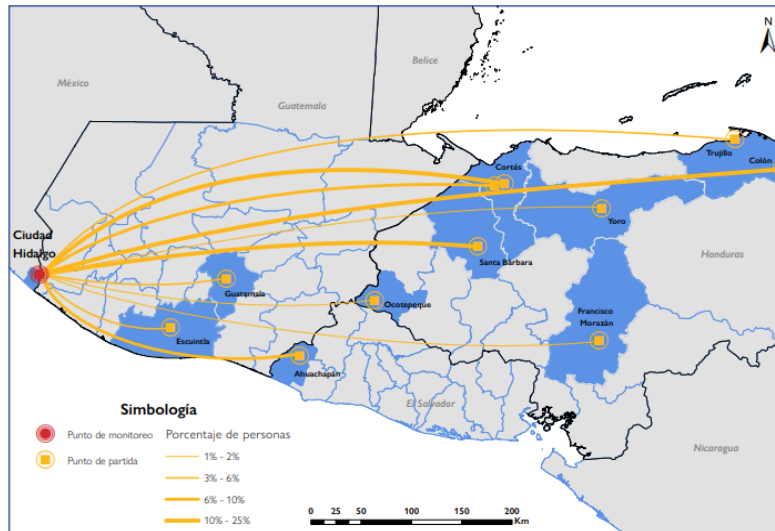 N
México
Belice
Guatemala
Trujillo
Colón
Cortés
Yoro
Ciudad
Hidalgo
Santa Bárbara
Honduras
Guatemala
Ocotepeque
Francisco
Morazán
Escuintla
Ahuachapán
El Salvador
Nicaragua
Simbología
Punto de monitoreo
Punto de partida
Porcentaje de personas
1% - 2%
3% - 6%
6% - 10%
10% - 25%
0 25 50 100 150 200
Km